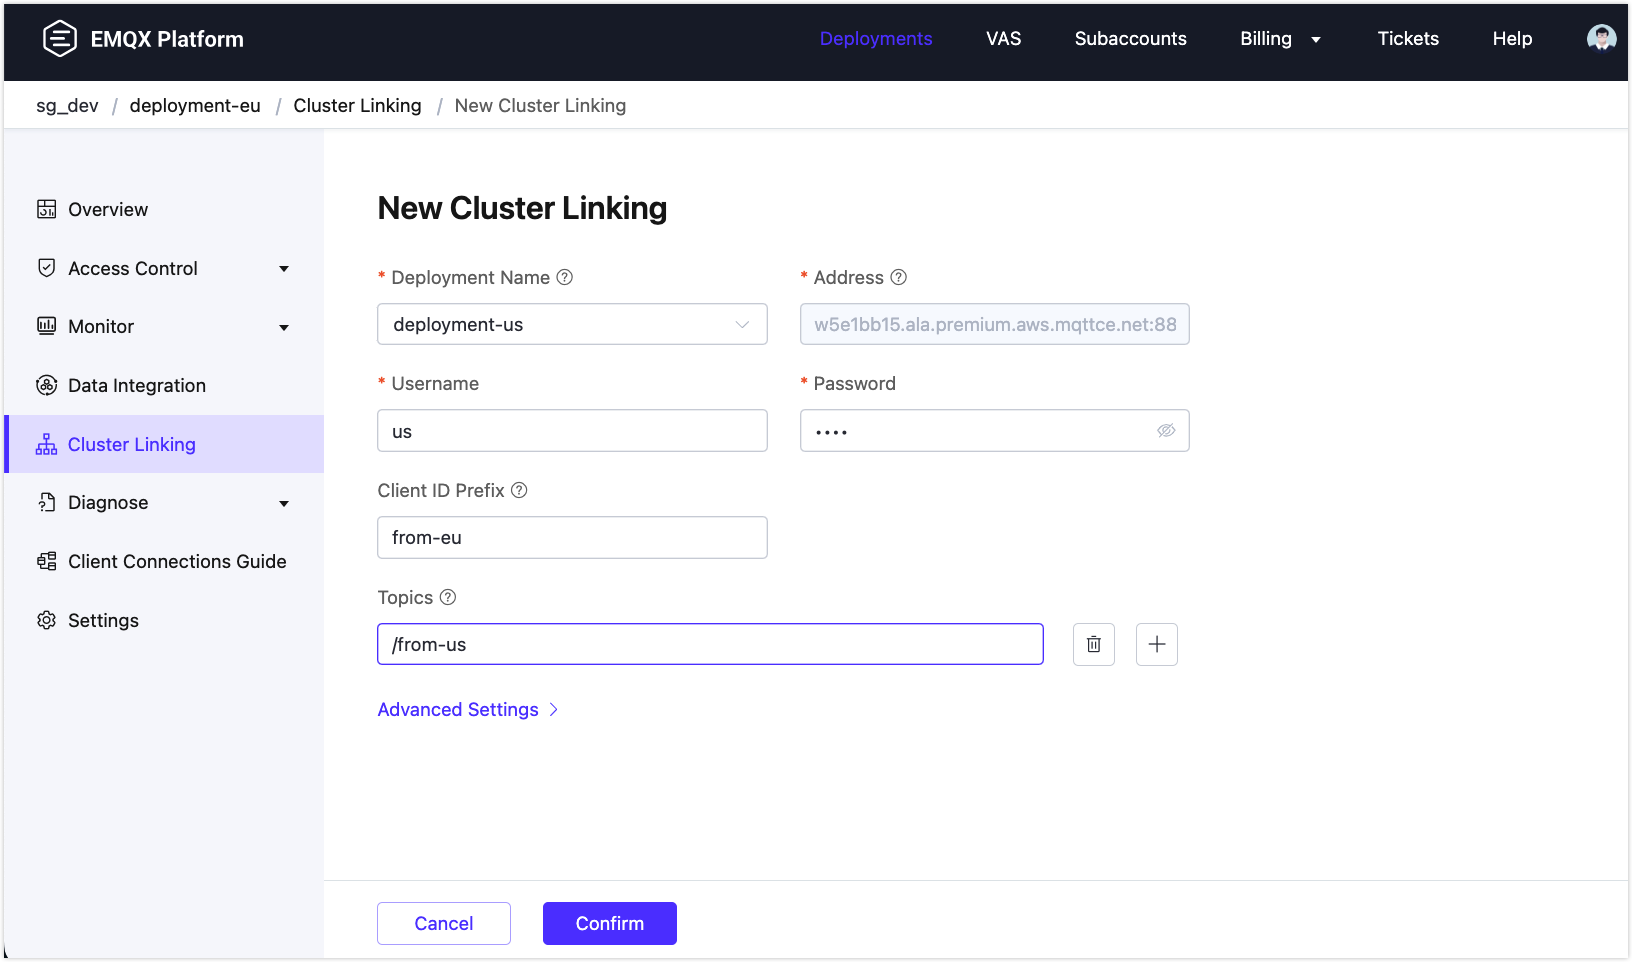 EMQX Platform
Deployments
VAS
Subaccounts
Billing
Tickets
Help
sg_dev / deployment-eu / Cluster Linking / New Cluster Linking
Overview
Access Control
Monitor
Data Integration
Cluster Linking
Diagnose
Client Connections Guide
Settings
New Cluster Linking
* Deployment Name
* Address
deployment-us
w5e1bb15.ala.premium.aws.mqttce.net:88
* Username
* Password
us
••••
Client ID Prefix
from-eu
Topics
/from-us
Advanced Settings
Cancel
Confirm